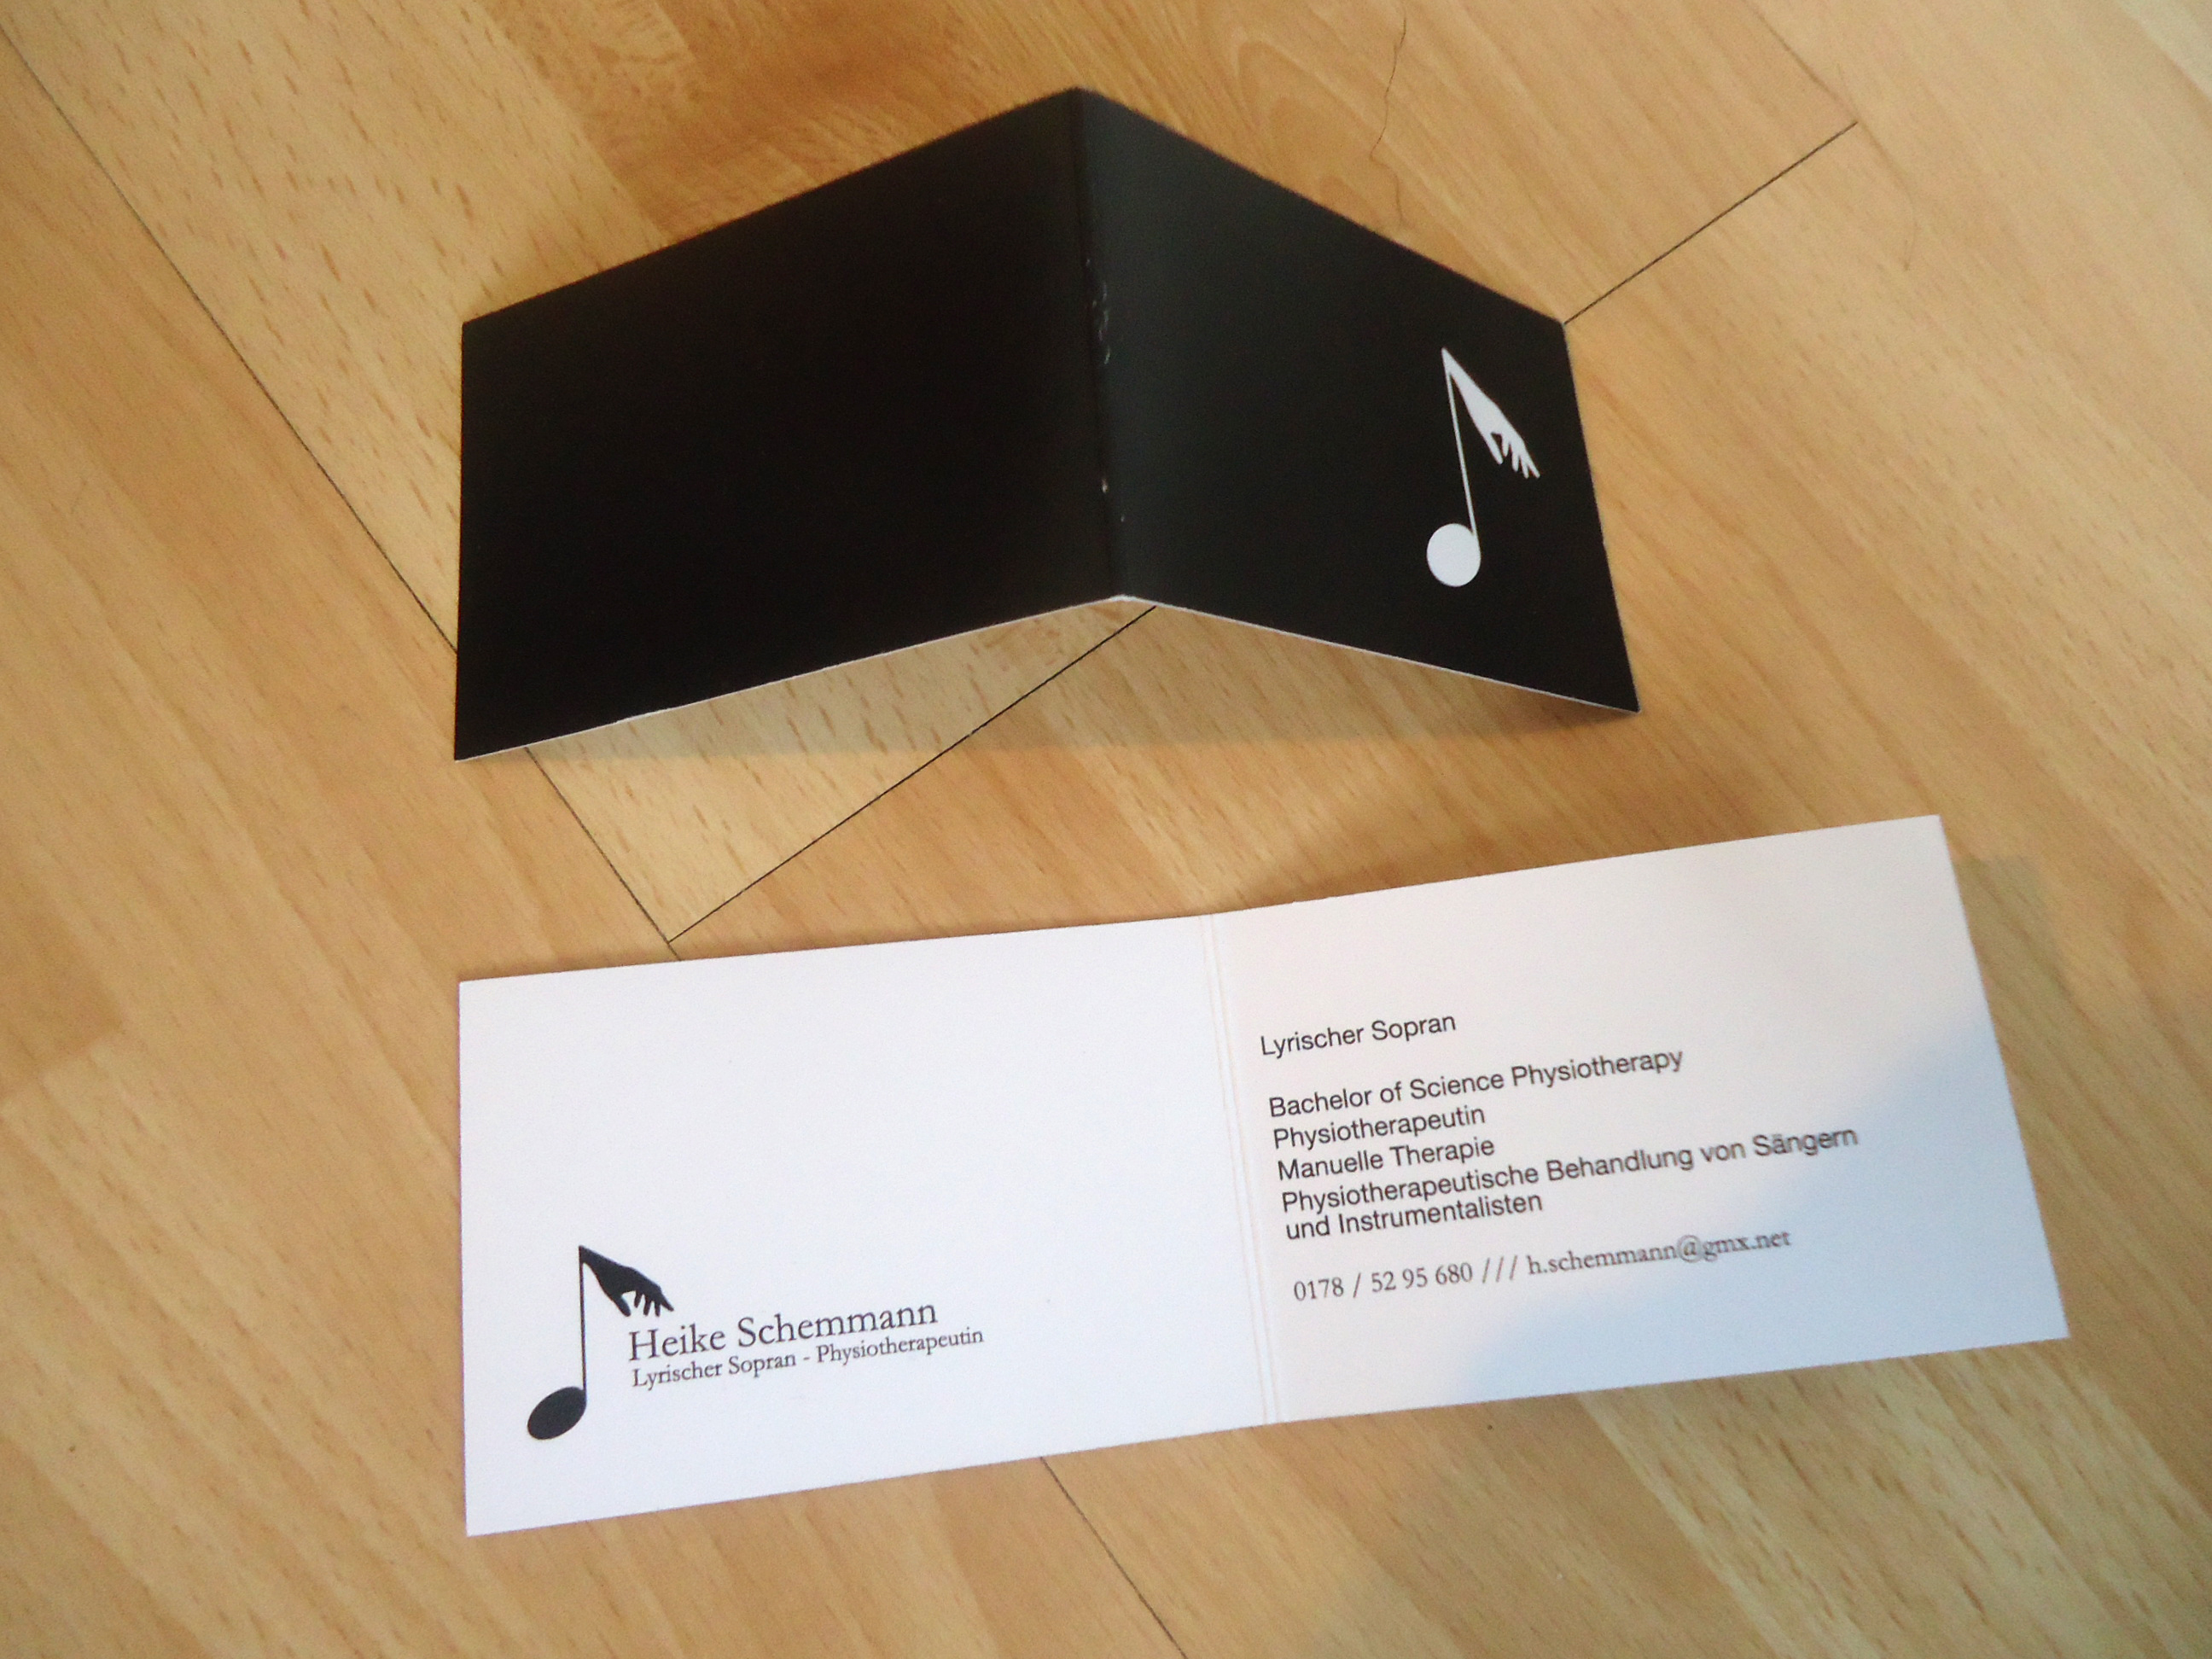 Heike Schemmann
Lyrischer Sopran - Physiotherapeutin
Lyrischer Sopran
Bachelor of Science Physiotherapy
Physiotherapeutin
Manuelle Therapie
Physiotherapeutische Behandlung von Sängern
und Instrumentalisten
0178 / 52 95 680 /// h.schemmann@gmx.net